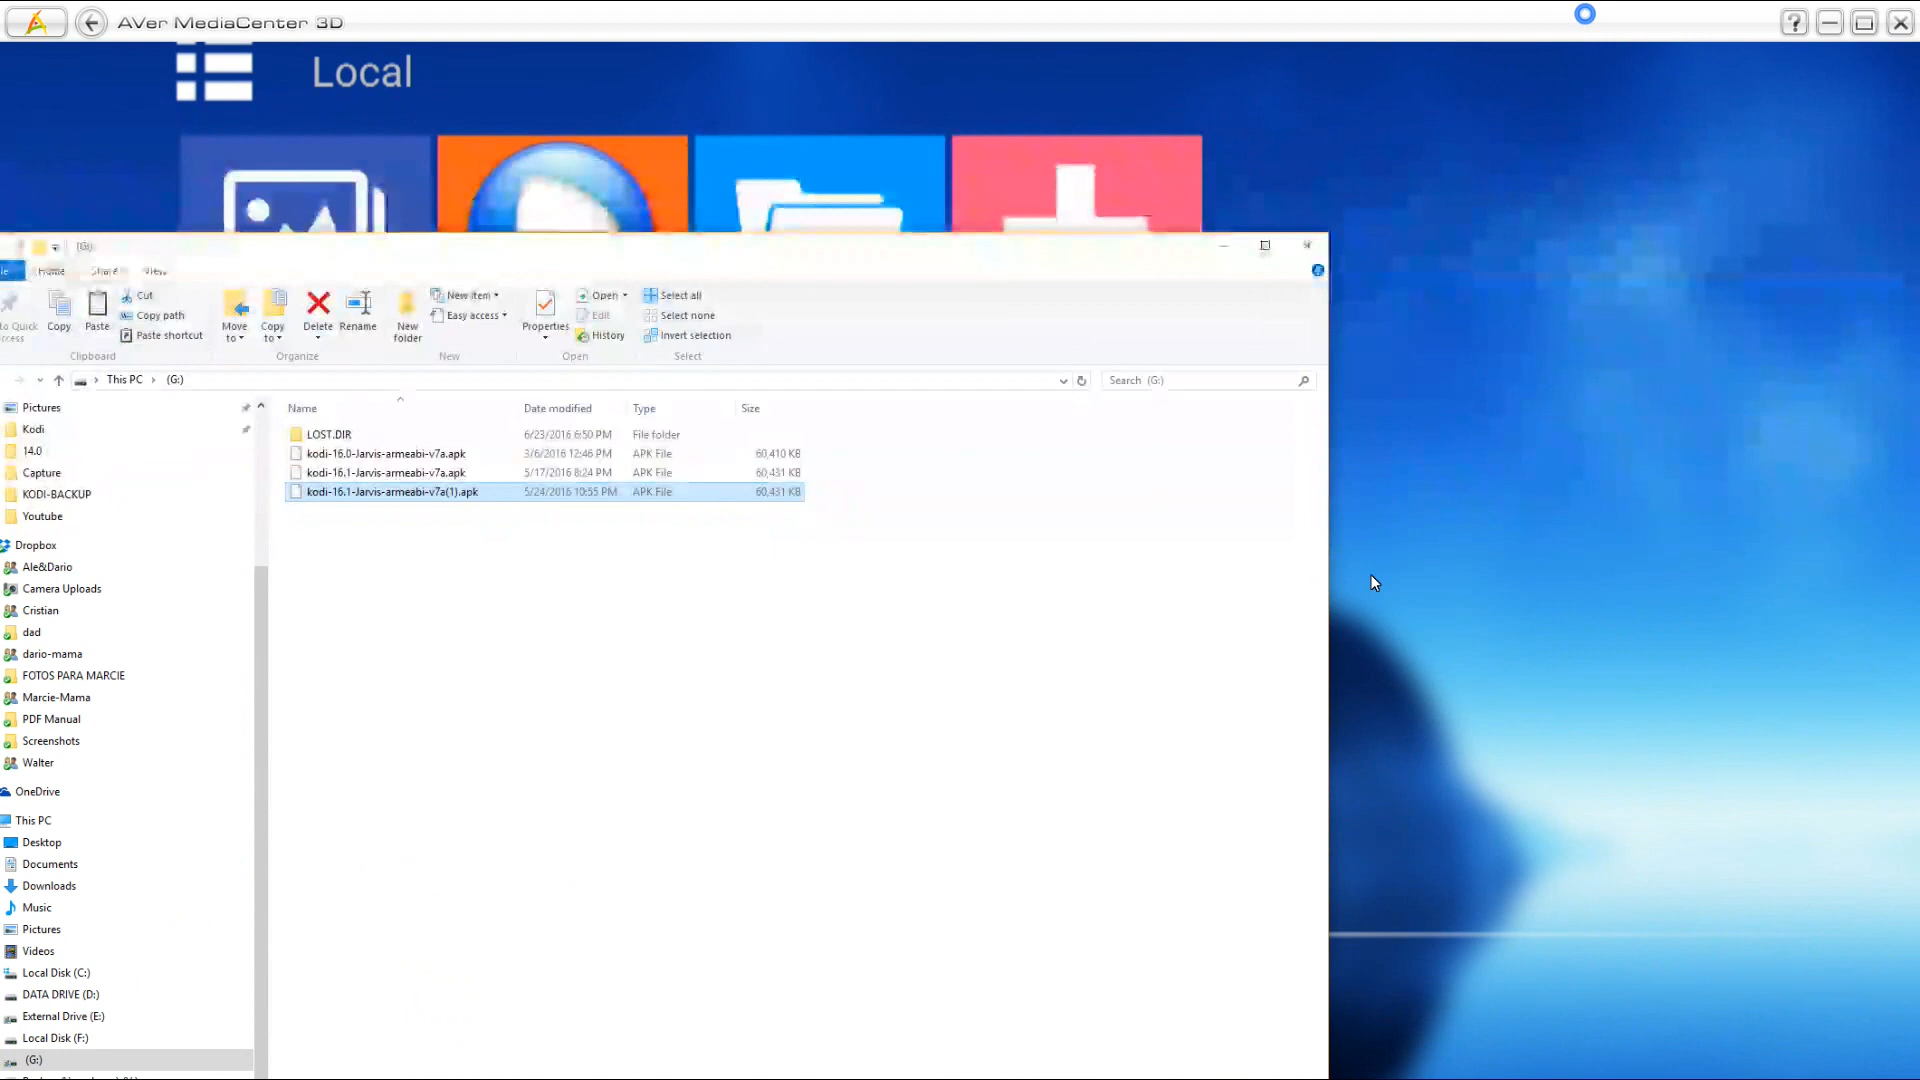 AVer MediaCenter 3D
Local
(G:)
Home Share View
Cut
Copy path
Paste shortcut
Copy Paste
Clipboard
Move to
Copy to
Delete
Rename
Organize
New folder
New item
Easy access
New
Properties
Open
Edit
History
Open
Select all
Select none
Invert selection
Select
This PC > (G:)
Search (G:)
Name Date modified Type Size
LOST.DIR 6/23/2016 6:50 PM File folder
kodi-16.0-Jarvis-armeabi-v7a.apk 3/6/2016 12:46 PM APK File 60,410 KB
kodi-16.1-Jarvis-armeabi-v7a.apk 5/17/2016 8:24 PM APK File 60,431 KB
kodi-16.1-Jarvis-armeabi-v7a(1).apk 5/24/2016 10:55 PM APK File 60,431 KB
Pictures
Kodi
14.0
Capture
KODI-BACKUP
Youtube
Dropbox
Ale&Dario
Camera Uploads
Cristian
dad
dario-mama
FOTOS PARA MARCIE
Marcie-Mama
PDF Manual
Screenshots
Walter
OneDrive
This PC
Desktop
Documents
Downloads
Music
Pictures
Videos
Local Disk (C:)
DATA DRIVE (D:)
External Drive (E:)
Local Disk (F:)
(G:)